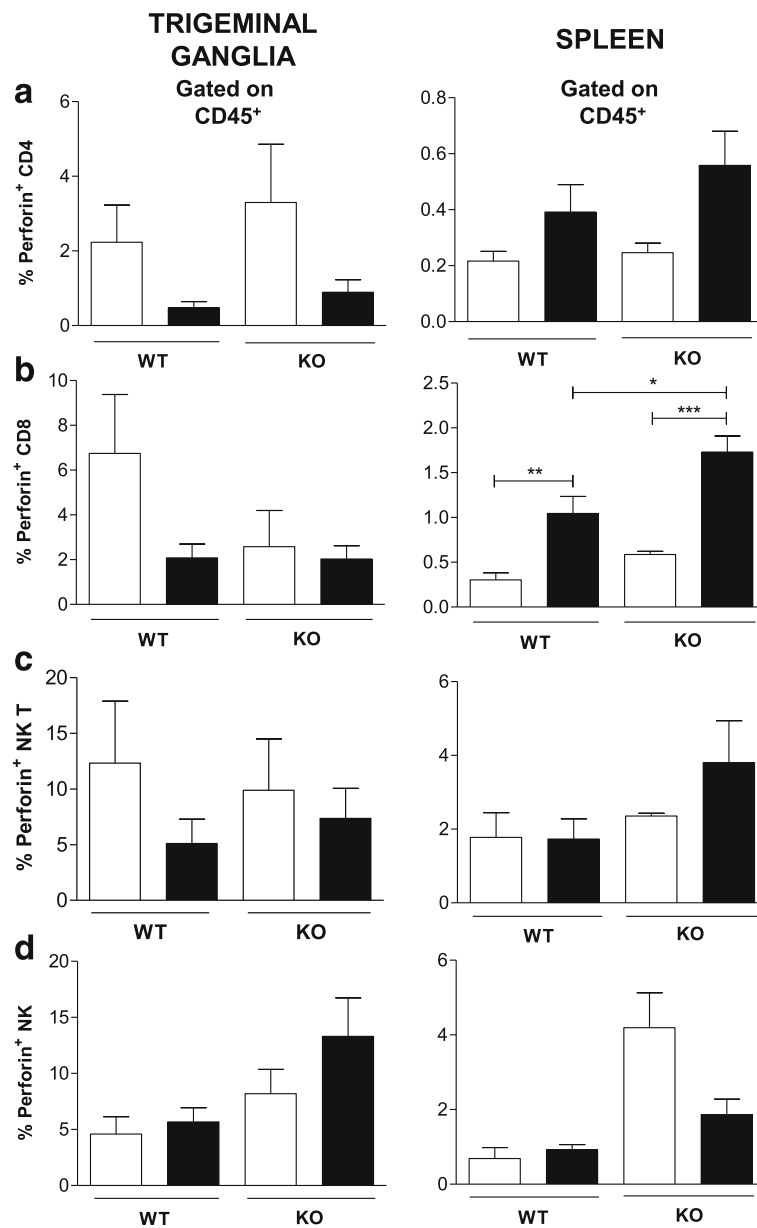 TRIGEMINAL
GANGLIA
SPLEEN
a
Gated on
CD45⁺
% Perforin⁺ CD4
6
4
2
0
WT
KO
Gated on
CD45⁺
0.8
0.6
0.4
0.2
0.0
WT
KO
b
% Perforin⁺ CD8
10
8
6
4
2
0
WT
KO
2.5
2.0
1.5
1.0
0.5
0.0
*
***
**
WT
KO
c
% Perforin⁺ NK T
20
15
10
5
0
WT
KO
6
4
2
0
WT
KO
d
% Perforin⁺ NK
20
15
10
5
0
WT
KO
6
4
2
0
WT
KO